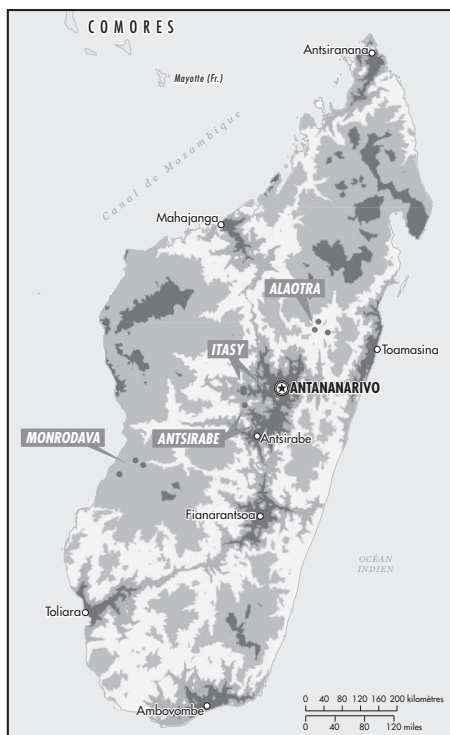 COMORES
Antsiranana
Mayotte (Fr.)
Canal de Mozambique
Mahajanga
ALAOTRA
ITASY
Toamasina
ANTANANARIVO
MONRODAVA
ANTSIRABE
Antsirabe
Fianarantsoa
OCÉAN
INDIEN
Toliara
Ambovombe
0 40 80 120 160 200 kilomètres
0 40 80 120 miles